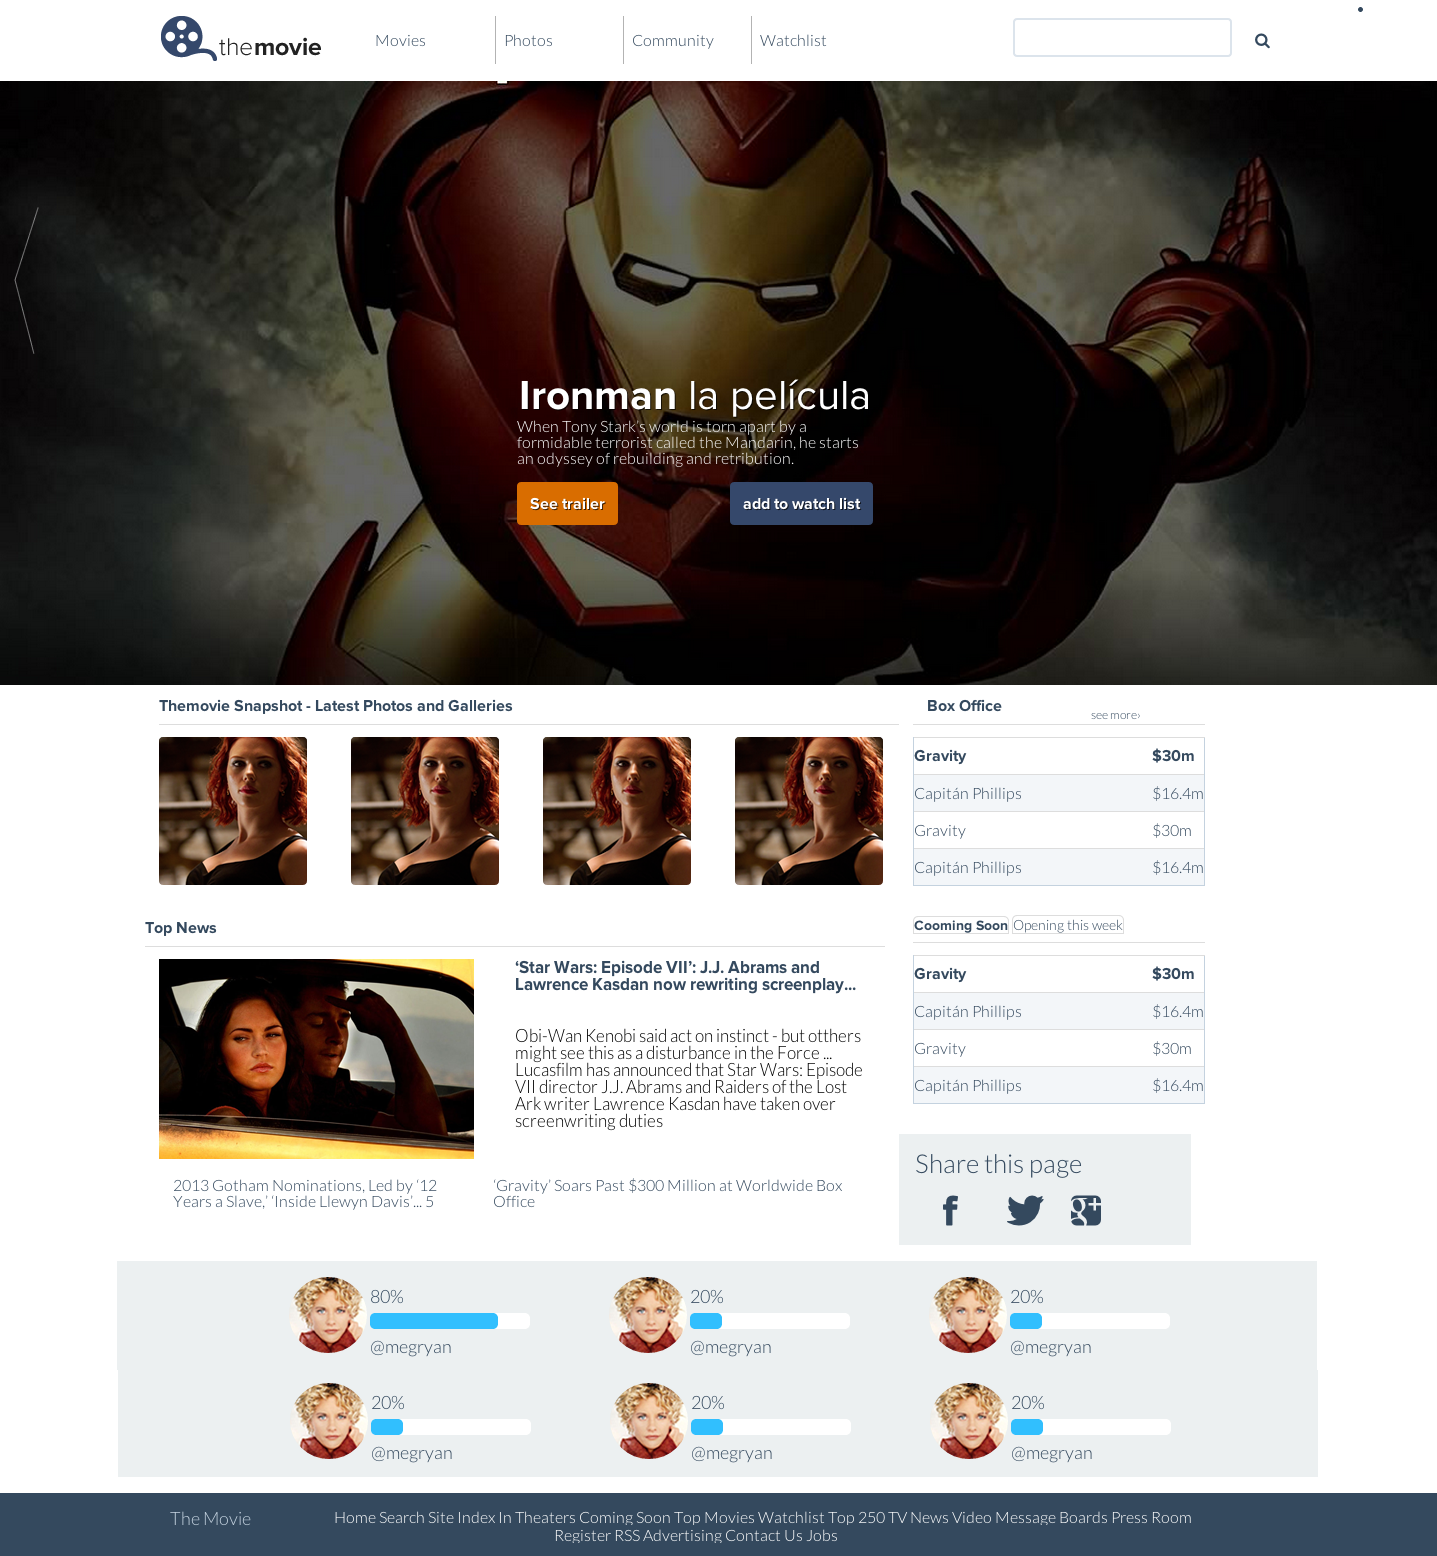 themovie
Movies
Photos
Community
Watchlist
Ironman la película
When Tony Stark's world is torn apart by a
formidable terrorist called the Mandarin, he starts
an odyssey of rebuilding and retribution.
See trailer
add to watch list
Themovie Snapshot - Latest Photos and Galleries
Box Office
see more›
Gravity $30m
Capitán Phillips $16.4m
Gravity $30m
Capitán Phillips $16.4m
Top News
‘Star Wars: Episode VII’: J.J. Abrams and
Lawrence Kasdan now rewriting screenplay...
Obi-Wan Kenobi said act on instinct - but otthers
might see this as a disturbance in the Force ...
Lucasfilm has announced that Star Wars: Episode
VII director J.J. Abrams and Raiders of the Lost
Ark writer Lawrence Kasdan have taken over
screenwriting duties
2013 Gotham Nominations, Led by ‘12
Years a Slave,’ ‘Inside Llewyn Davis’... 5
‘Gravity’ Soars Past $300 Million at Worldwide Box
Office
Cooming Soon
Opening this week
Gravity $30m
Capitán Phillips $16.4m
Gravity $30m
Capitán Phillips $16.4m
Share this page
80%
@megryan
20%
@megryan
20%
@megryan
20%
@megryan
20%
@megryan
20%
@megryan
The Movie
Home Search Site Index In Theaters Coming Soon Top Movies Watchlist Top 250 TV News Video Message Boards Press Room
Register RSS Advertising Contact Us Jobs